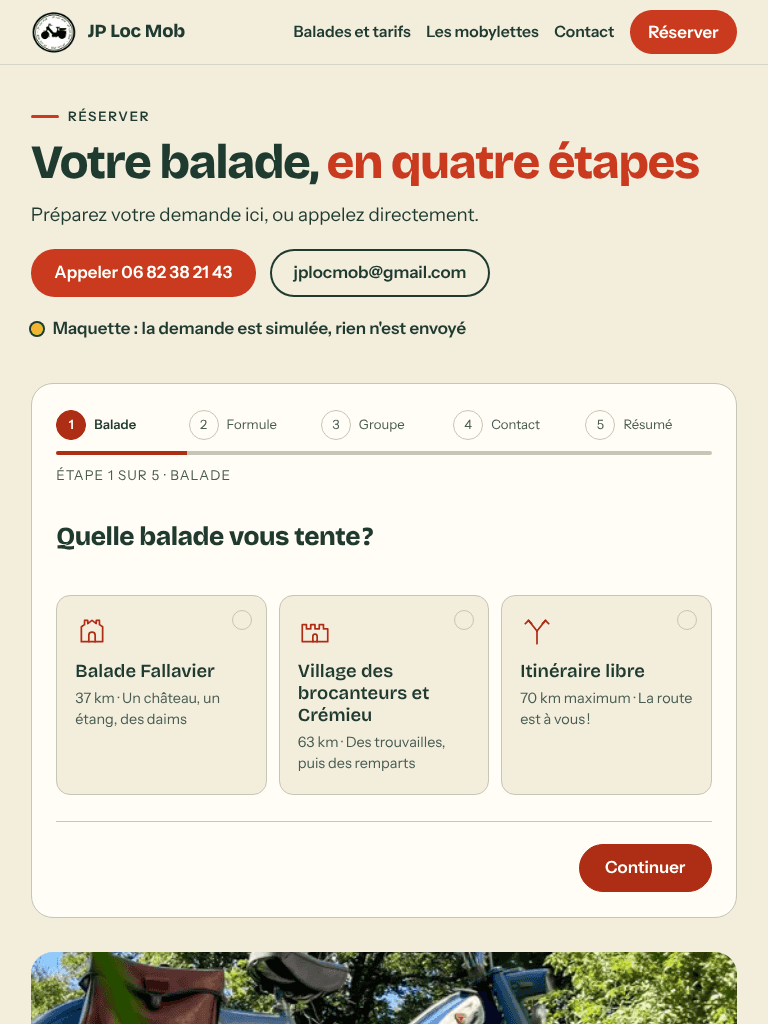 JP Loc Mob
Balades et tarifs
Les mobylettes
Contact
Réserver
RÉSERVER
Votre balade, en quatre étapes
Préparez votre demande ici, ou appelez directement.
Appeler 06 82 38 21 43
jplocmob@gmail.com
Maquette : la demande est simulée, rien n'est envoyé
1 Balade
2 Formule
3 Groupe
4 Contact
5 Résumé
ÉTAPE 1 SUR 5 · BALADE
Quelle balade vous tente ?
Balade Fallavier
37 km · Un château, un
étang, des daims
Village des
brocanteurs et
Crémieu
63 km · Des trouvailles,
puis des remparts
Itinéraire libre
70 km maximum · La route
est à vous !
Continuer